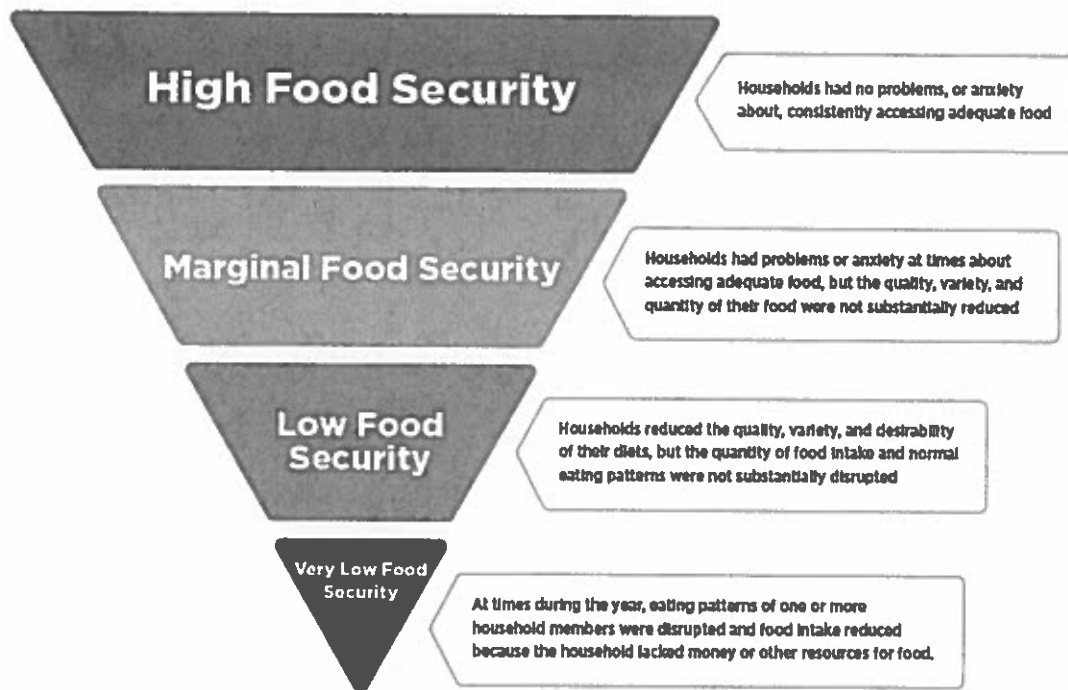 High Food Security
Households had no problems, or anxiety
about, consistently accessing adequate food
Marginal Food Security
Households had problems or anxiety at times about
accessing adequate food, but the quality, variety, and
quantity of their food were not substantially reduced
Low Food
Security
Households reduced the quality, variety, and desirability
of their diets, but the quantity of food intake and normal
eating patterns were not substantially disrupted
Very Low Food
Security
At times during the year, eating patterns of one or more
household members were disrupted and food intake reduced
because the household lacked money or other resources for food.